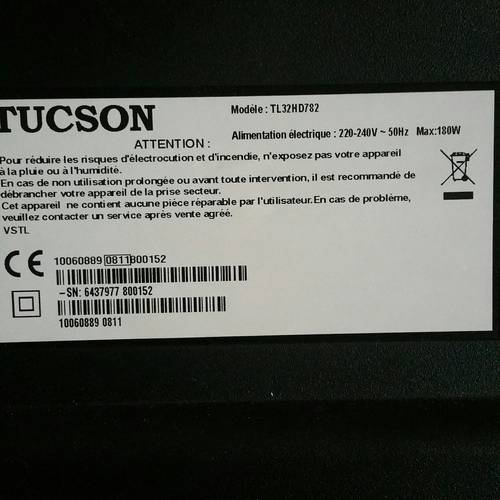 TUCSON
Modèle : TL32HD782
Alimentation électrique : 220-240V ~ 50Hz Max:180W
ATTENTION :
Pour réduire les risques d'électrocution et d'incendie, n'exposez pas votre appareil
à la pluie ou à l'humidité.
En cas de non utilisation prolongée ou avant toute intervention, il est recommandé de
débrancher votre appareil de la prise secteur.
Cet appareil ne contient aucune pièce réparable par l'utilisateur.En cas de problème,
veuillez contacter un service après vente agréé.
VSTL
CE 10060889 0811 800152
-SN: 6437977 800152
10060889 0811